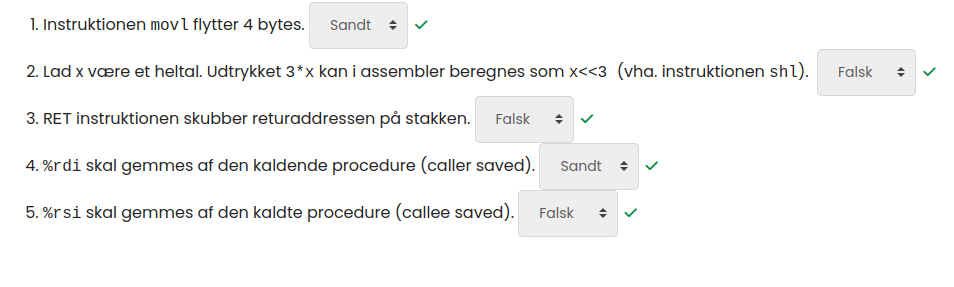 1. Instruktionen movl flytter 4 bytes. Sandt
2. Lad x være et heltal. Udtrykket 3*x kan i assembler beregnes som x<<3 (vha. instruktionen shl). Falsk
3. RET instruktionen skubber returaddressen på stakken. Falsk
4. %rdi skal gemmes af den kaldende procedure (caller saved). Sandt
5. %rsi skal gemmes af den kaldte procedure (callee saved). Falsk